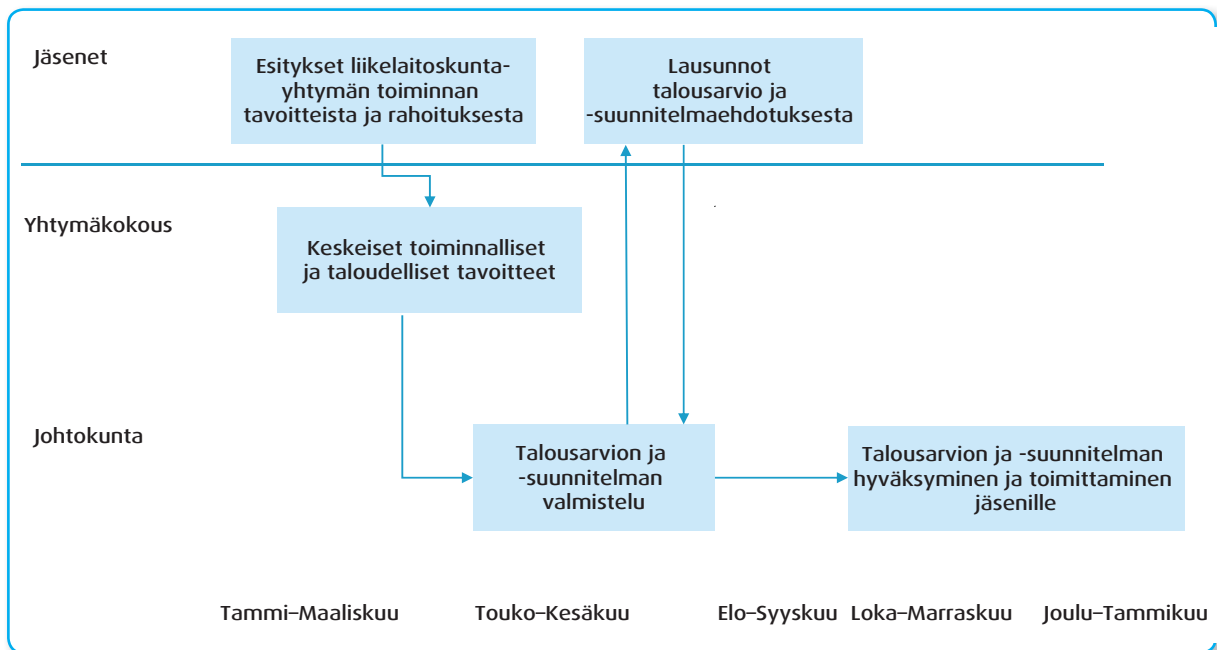 Jäsenet
Esitykset liikelaitoskunta-
yhtymän toiminnan
tavoitteista ja rahoituksesta
Lausunnot
talousarvio ja
-suunnitelmaehdotuksesta
Yhtymäkokous
Keskeiset toiminnalliset
ja taloudelliset tavoitteet
Johtokunta
Talousarvion ja
-suunnitelman
valmistelu
Talousarvion ja -suunnitelman
hyväksyminen ja toimittaminen
jäsenille
Tammi–Maaliskuu
Touko–Kesäkuu
Elo–Syyskuu
Loka–Marraskuu
Joulu–Tammikuu